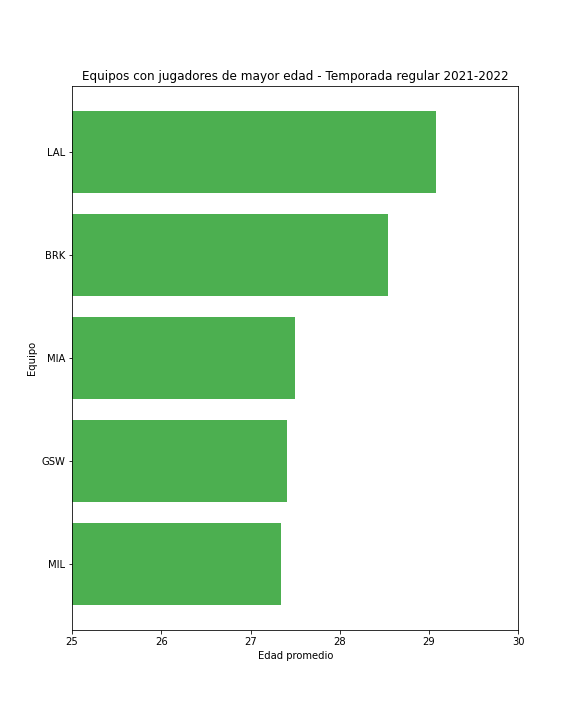 Equipos con jugadores de mayor edad - Temporada regular 2021-2022
LAL
BRK
MIA
GSW
MIL
Equipo
25 26 27 28 29 30
Edad promedio